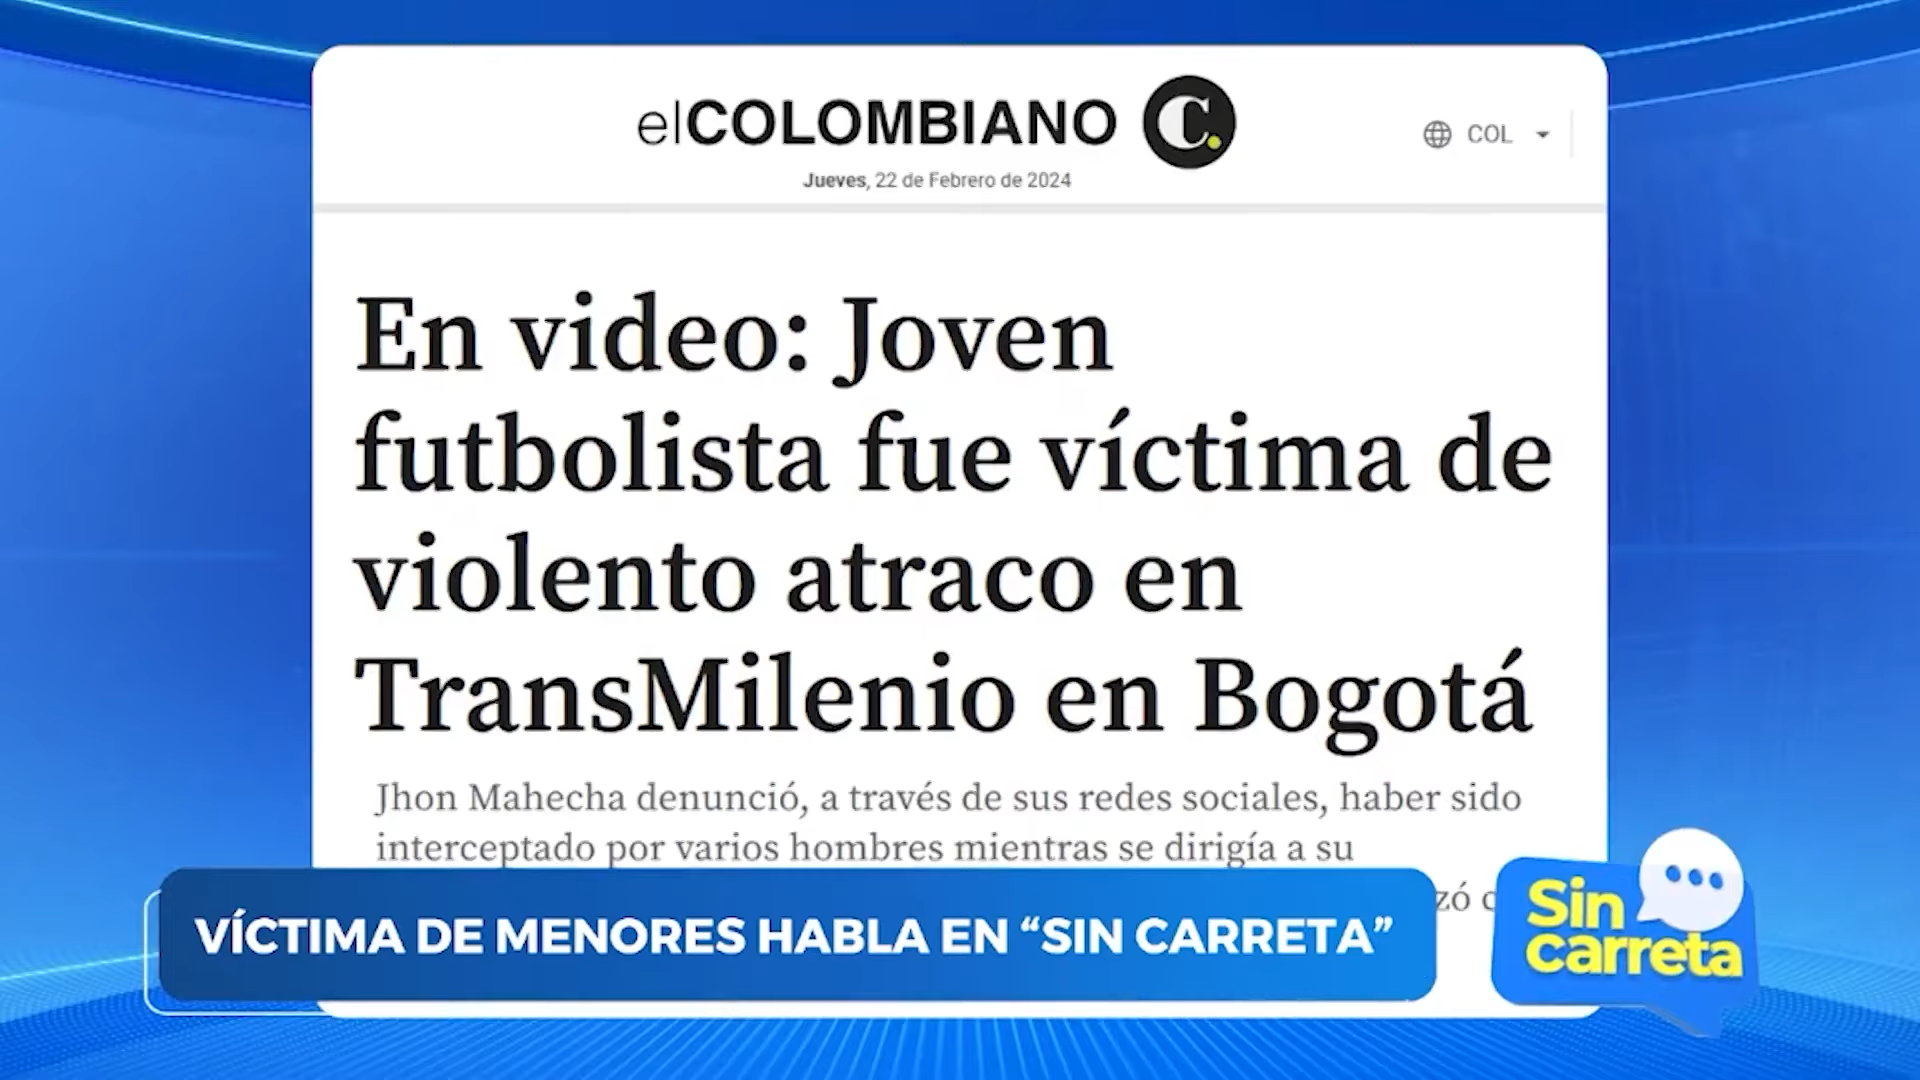 elCOLOMBIANO C.
COL
Jueves, 22 de Febrero de 2024
En video: Joven
futbolista fue víctima de
violento atraco en
TransMilenio en Bogotá
Jhon Mahecha denunció, a través de sus redes sociales, haber sido
interceptado por varios hombres mientras se dirigía a su
VÍCTIMA DE MENORES HABLA EN “SIN CARRETA”
Sin
carreta